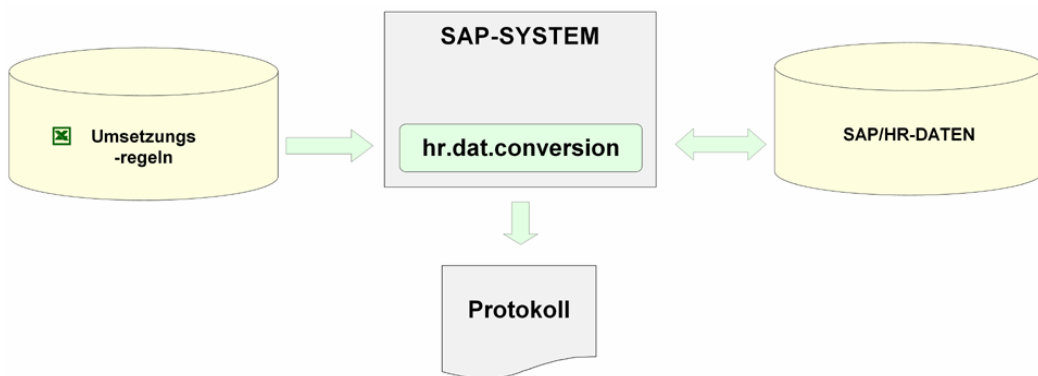 SAP-SYSTEM
Umsetzungs
-regeln
hr.dat.conversion
SAP/HR-DATEN
Protokoll